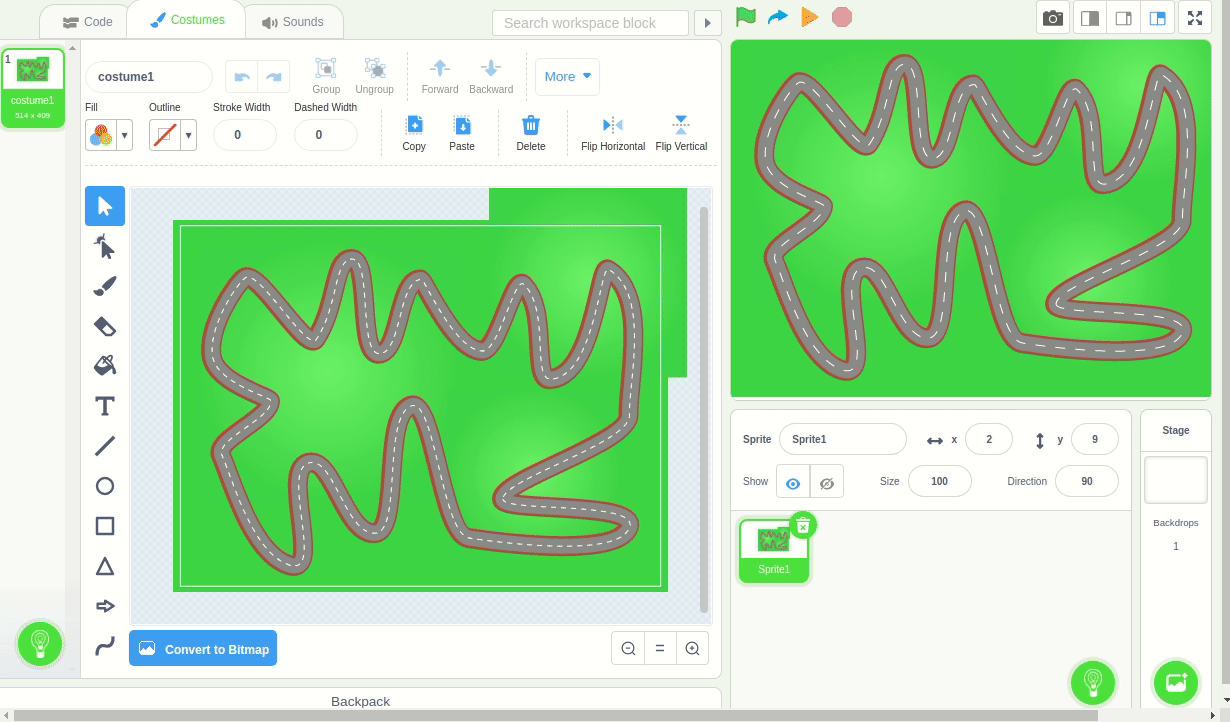 Code
Costumes
Sounds
Search workspace block
1
costume1
514 x 409
costume1
Group
Ungroup
Forward
Backward
More
Fill
Outline
Stroke Width
Dashed Width
0
0
Copy
Paste
Delete
Flip Horizontal
Flip Vertical
T
Convert to Bitmap
Backpack
Sprite
Sprite1
x
2
y
9
Show
Size
100
Direction
90
Sprite1
Stage
Backdrops
1